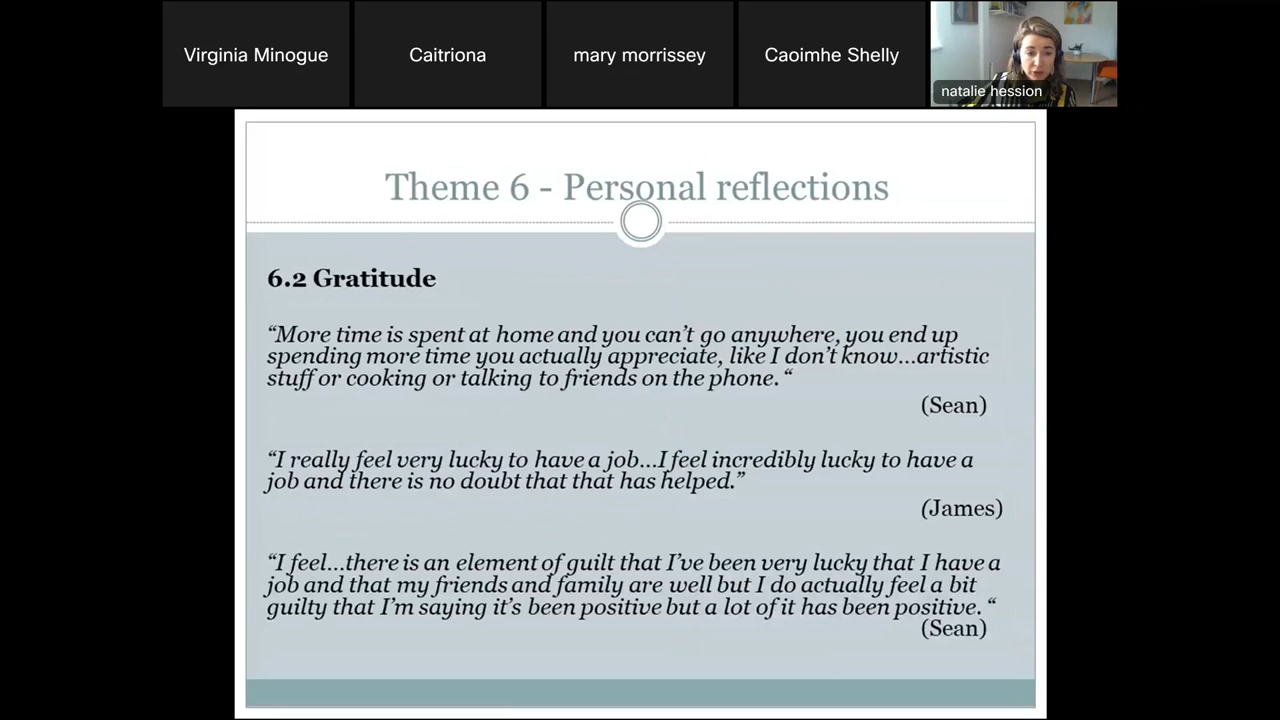 Virginia Minogue
Caitriona
mary morrissey
Caoimhe Shelly
natalie hession
Theme 6 - Personal reflections
6.2 Gratitude
“More time is spent at home and you can’t go anywhere, you end up
spending more time you actually appreciate, like I don’t know...artistic
stuff or cooking or talking to friends on the phone. “
(Sean)
“I really feel very lucky to have a job...I feel incredibly lucky to have a
job and there is no doubt that that has helped.”
(James)
“I feel...there is an element of guilt that I’ve been very lucky that I have a
job and that my friends and family are well but I do actually feel a bit
guilty that I’m saying it’s been positive but a lot of it has been positive. “
(Sean)